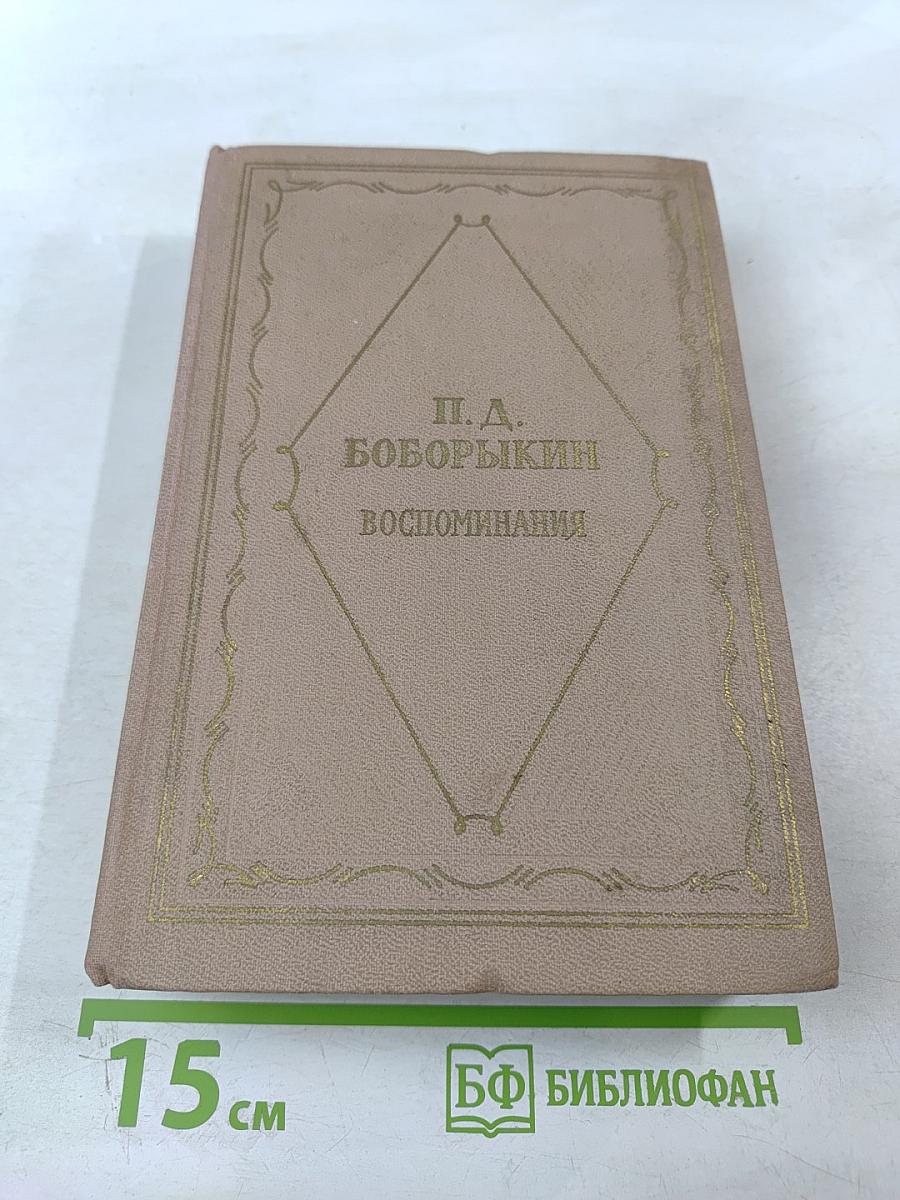 П. Д.
БОБОРЫКИН
ВОСПОМИНАНИЯ
15 см
БФ БИБЛИОФАН